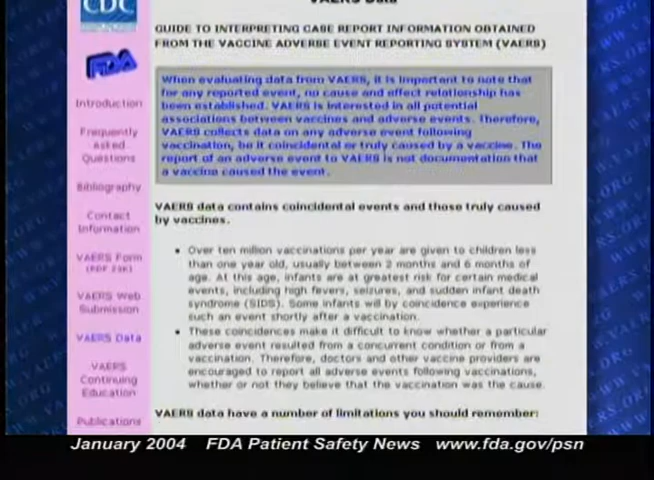 VAERS Data
CDC
GUIDE TO INTERPRETING CASE REPORT INFORMATION OBTAINED
FROM THE VACCINE ADVERSE EVENT REPORTING SYSTEM (VAERS)
FDA
When evaluating data from VAERS, it is important to note that
for any reported event, no cause and effect relationship has
been established. VAERS is interested in all potential
associations between vaccines and adverse events. Therefore,
VAERS collects data on any adverse event following
vaccination, be it coincidental or truly caused by a vaccine. The
report of an adverse event to VAERS is not documentation that
a vaccine caused the event.
Introduction
Frequently
Asked
Questions
Bibliography
Contact
Information
VAERS Form
(PDF 75K)
VAERS Web
Submission
VAERS Data
VAERS
Continuing
Education
Publications
VAERS data contains coincidental events and those truly caused
by vaccines.
• Over ten million vaccinations per year are given to children less
than one year old, usually between 2 months and 6 months of
age. At this age, infants are at greatest risk for certain medical
events, including high fevers, seizures, and sudden infant death
syndrome (SIDS). Some infants will by coincidence experience
such an event shortly after a vaccination.
• These coincidences make it difficult to know whether a particular
adverse event resulted from a concurrent condition or from a
vaccination. Therefore, doctors and other vaccine providers are
encouraged to report all adverse events following vaccinations,
whether or not they believe that the vaccination was the cause.
VAERS data have a number of limitations you should remember:
January 2004 FDA Patient Safety News www.fda.gov/psn